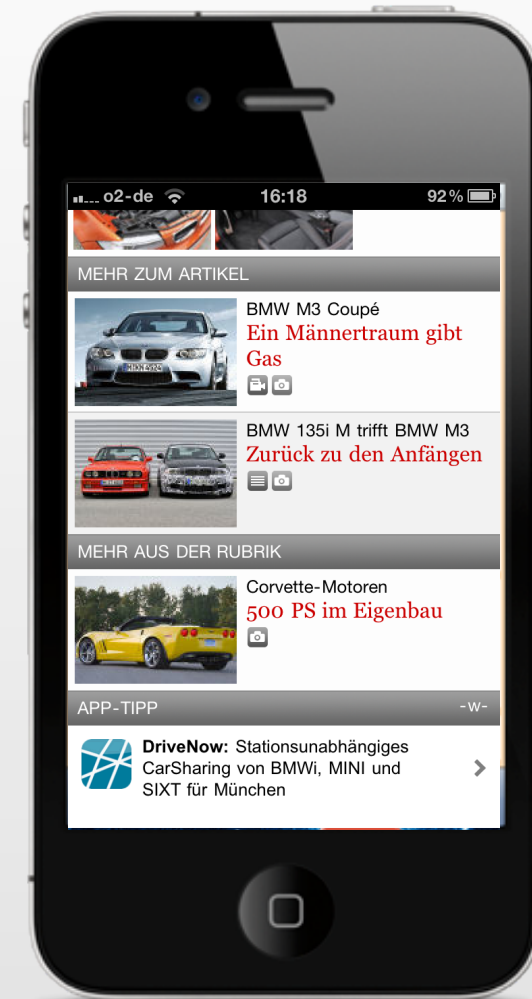 o2-de 16:18 92%
MEHR ZUM ARTIKEL
BMW M3 Coupé
Ein Männertraum gibt
Gas
BMW 135i M trifft BMW M3
Zurück zu den Anfängen
MEHR AUS DER RUBRIK
Corvette-Motoren
500 PS im Eigenbau
APP-TIPP -w-
DriveNow: Stationsunabhängiges
CarSharing von BMWi, MINI und
SIXT für München